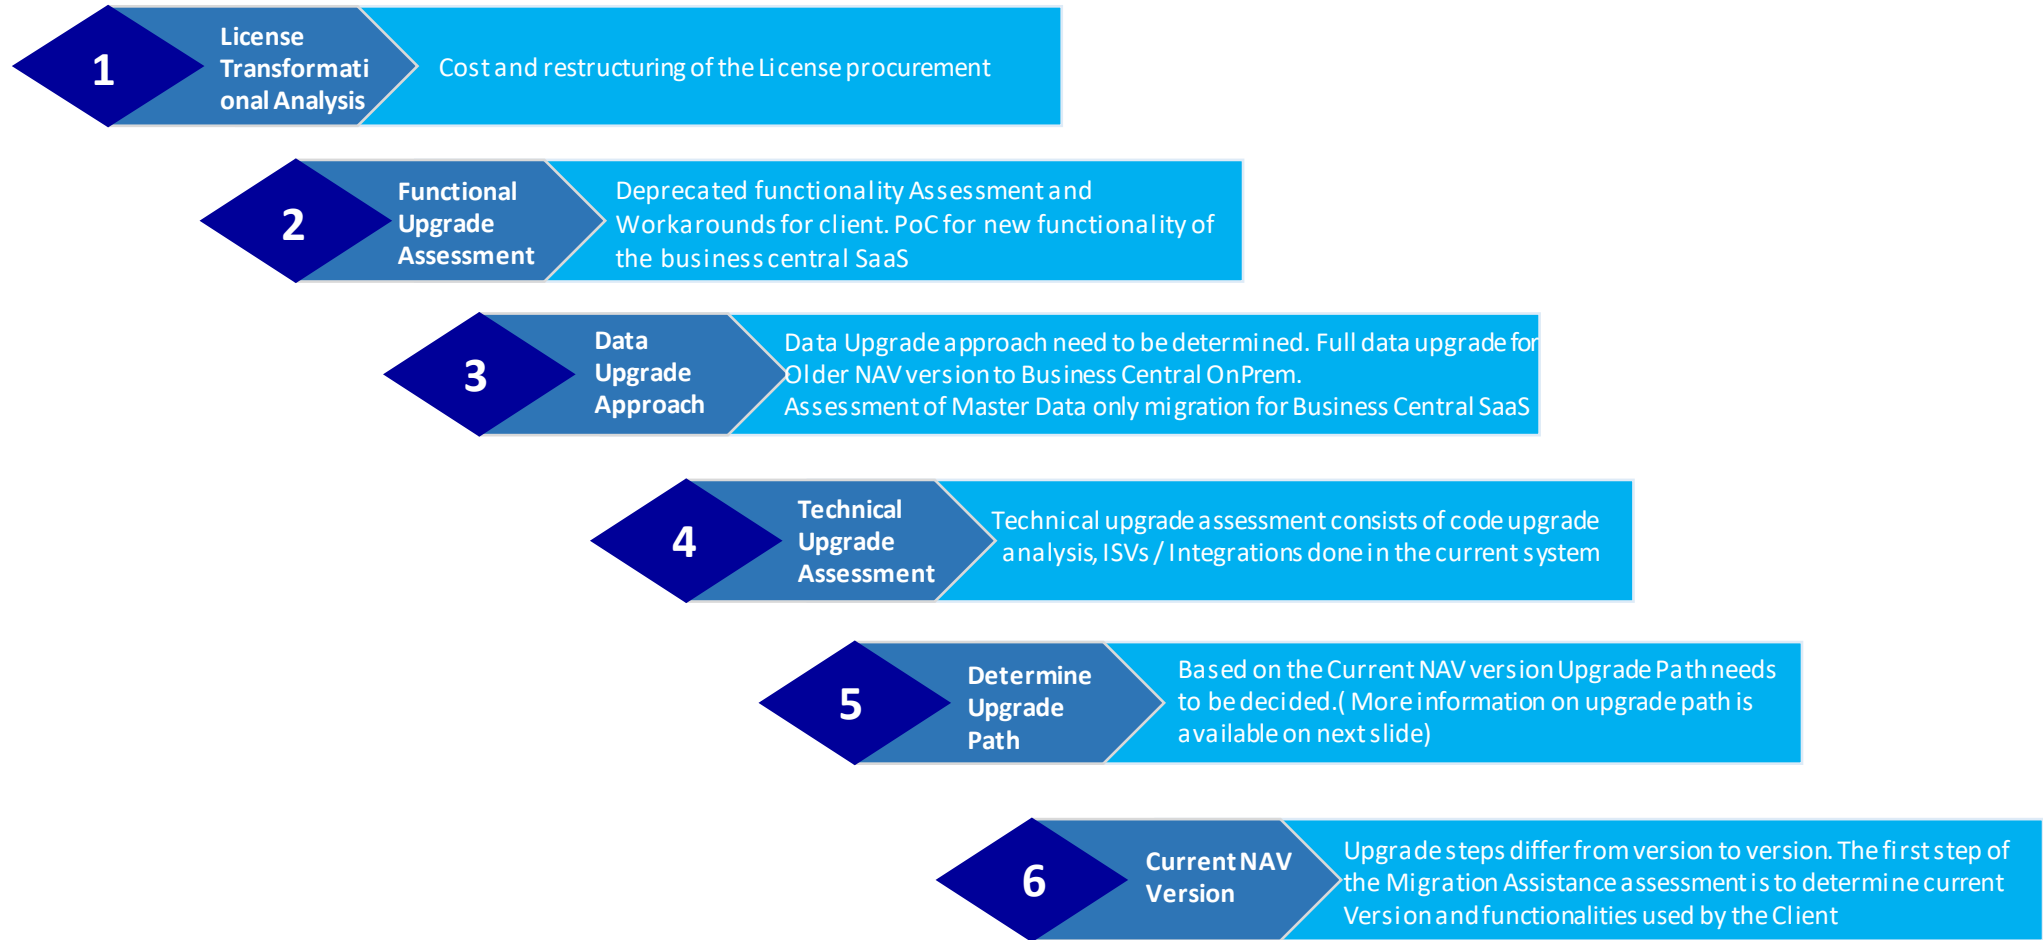 1
License
Transformati
onal Analysis
Cost and restructuring of the License procurement
2
Functional
Upgrade
Assessment
Deprecated functionality Assessment and
Workarounds for client. PoC for new functionality of
the business central SaaS
3
Data
Upgrade
Approach
Data Upgrade approach need to be determined. Full data upgrade for
Older NAV version to Business Central OnPrem.
Assessment of Master Data only migration for Business Central SaaS
4
Technical
Upgrade
Assessment
Technical upgrade assessment consists of code upgrade
analysis, ISVs / Integrations done in the current system
5
Determine
Upgrade
Path
Based on the Current NAV version Upgrade Path needs
to be decided.( More information on upgrade path is
available on next slide)
6
Current NAV
Version
Upgrade steps differ from version to version. The first step of
the Migration Assistance assessment is to determine current
Version and functionalities used by the Client